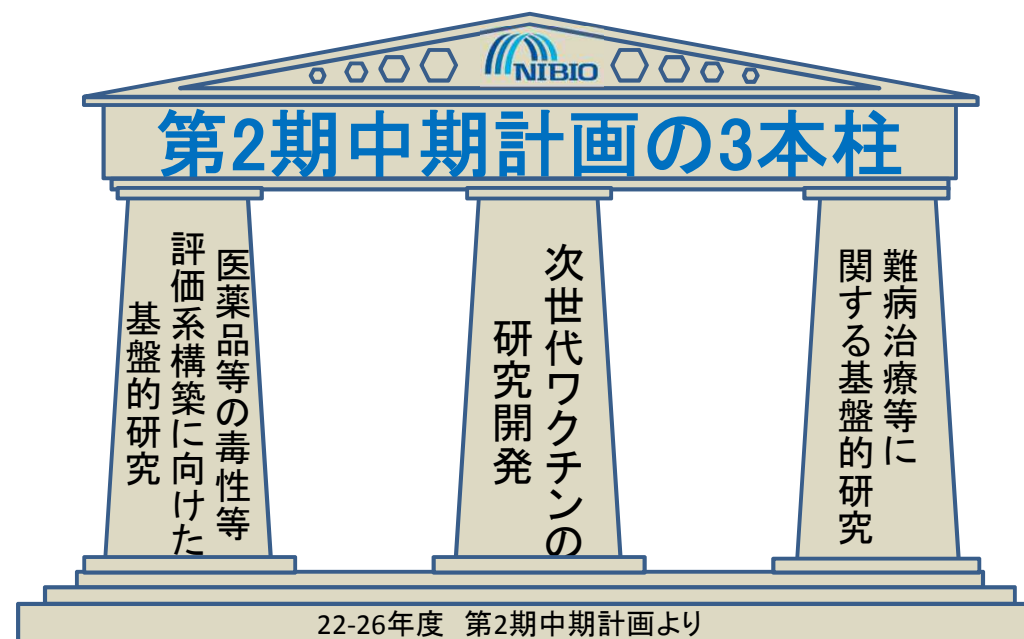 NIBIO
第2期中期計画の3本柱
医薬品等の毒性等
評価系構築に向けた
基盤的研究
次世代ワクチンの
研究開発
難病治療等に
関する基盤的研究
22-26年度 第2期中期計画より